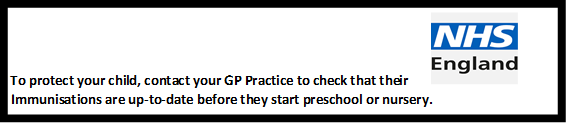 NHS
England
To protect your child, contact your GP Practice to check that their
Immunisations are up-to-date before they start preschool or nursery.